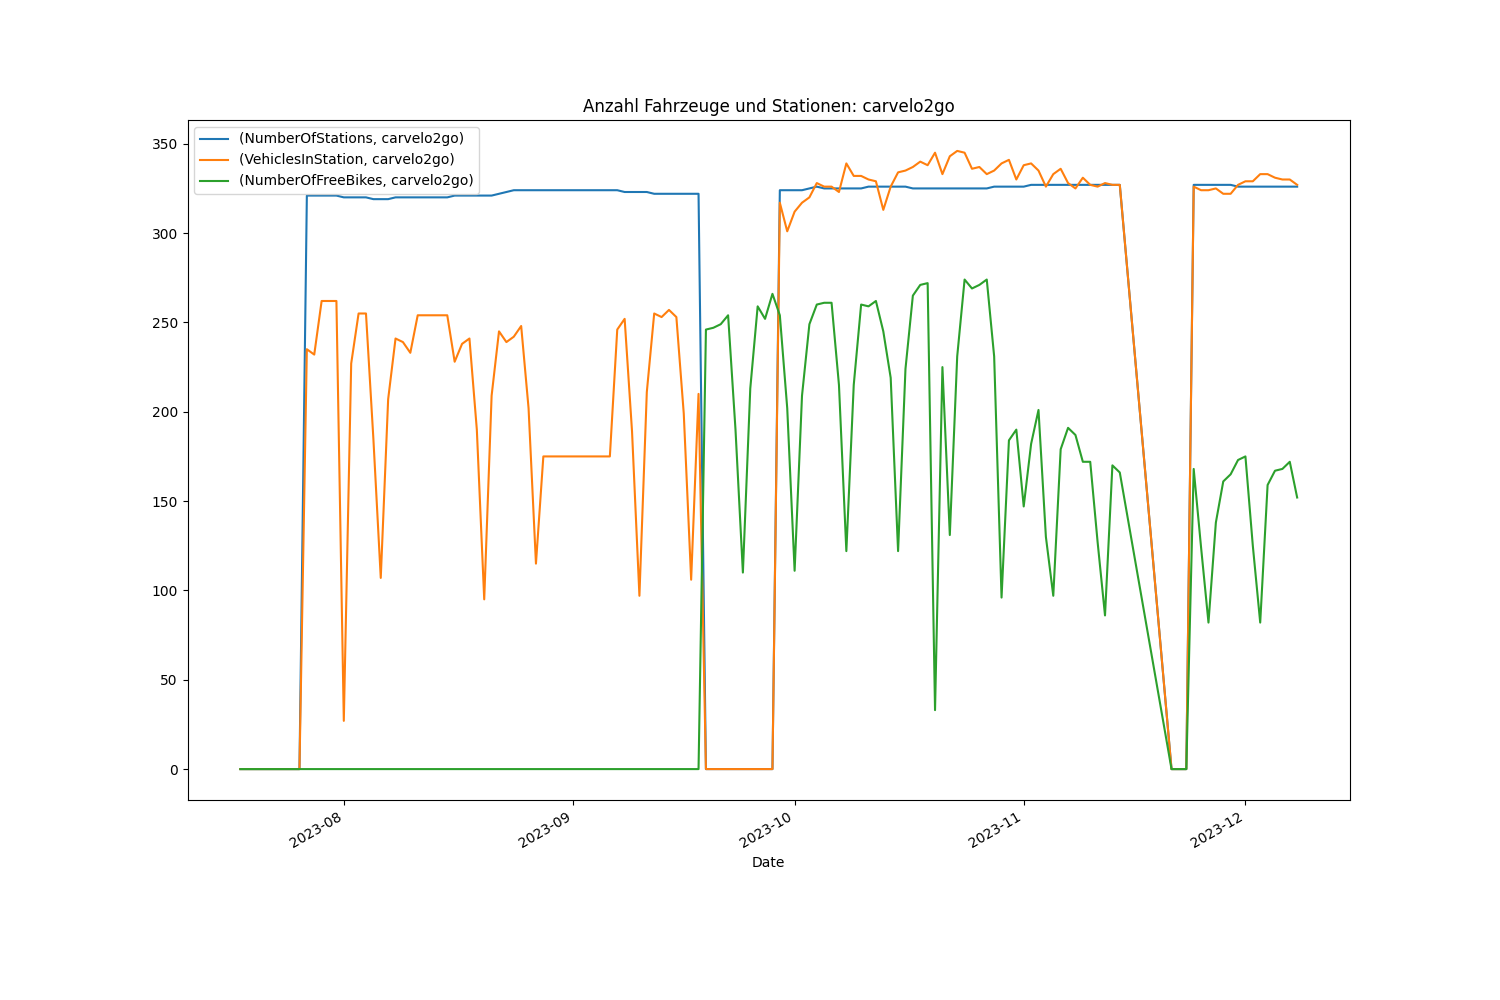 Anzahl Fahrzeuge und Stationen: carvelo2go
(NumberOfStations, carvelo2go)
(VehiclesInStation, carvelo2go)
(NumberOfFreeBikes, carvelo2go)
350
300
250
200
150
100
50
0
2023-08
2023-09
2023-10
2023-11
2023-12
Date